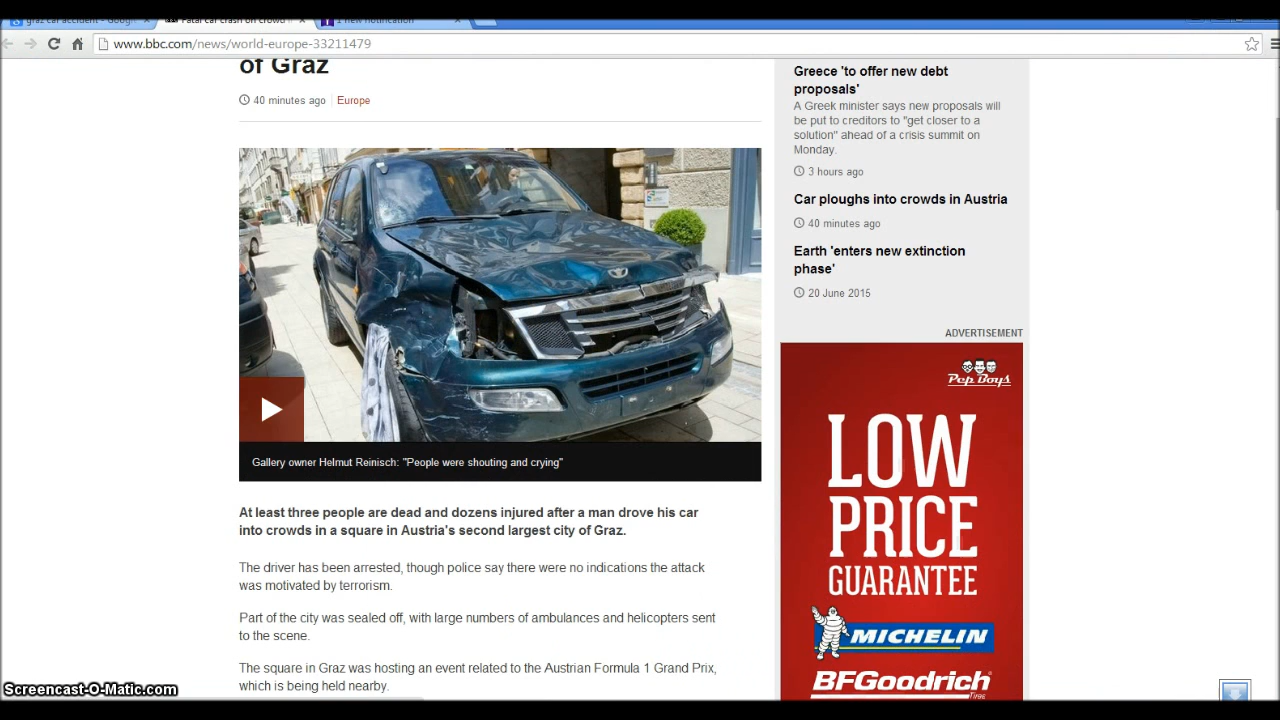 graz car accident - Goog
Fatal car crash on crowd
1 new notification
www.bbc.com/news/world-europe-33211479
of Graz
40 minutes ago
Europe
Gallery owner Helmut Reinisch: "People were shouting and crying"
At least three people are dead and dozens injured after a man drove his car
into crowds in a square in Austria's second largest city of Graz.
The driver has been arrested, though police say there were no indications the attack
was motivated by terrorism.
Part of the city was sealed off, with large numbers of ambulances and helicopters sent
to the scene.
The square in Graz was hosting an event related to the Austrian Formula 1 Grand Prix,
which is being held nearby.
Greece 'to offer new debt
proposals'
A Greek minister says new proposals will
be put to creditors to "get closer to a
solution" ahead of a crisis summit on
Monday.
3 hours ago
Car ploughs into crowds in Austria
40 minutes ago
Earth 'enters new extinction
phase'
20 June 2015
ADVERTISEMENT
Pep Boys
LOW
PRICE
GUARANTEE
MICHELIN
BFGoodrich
Tires
Screencast-O-Matic.com